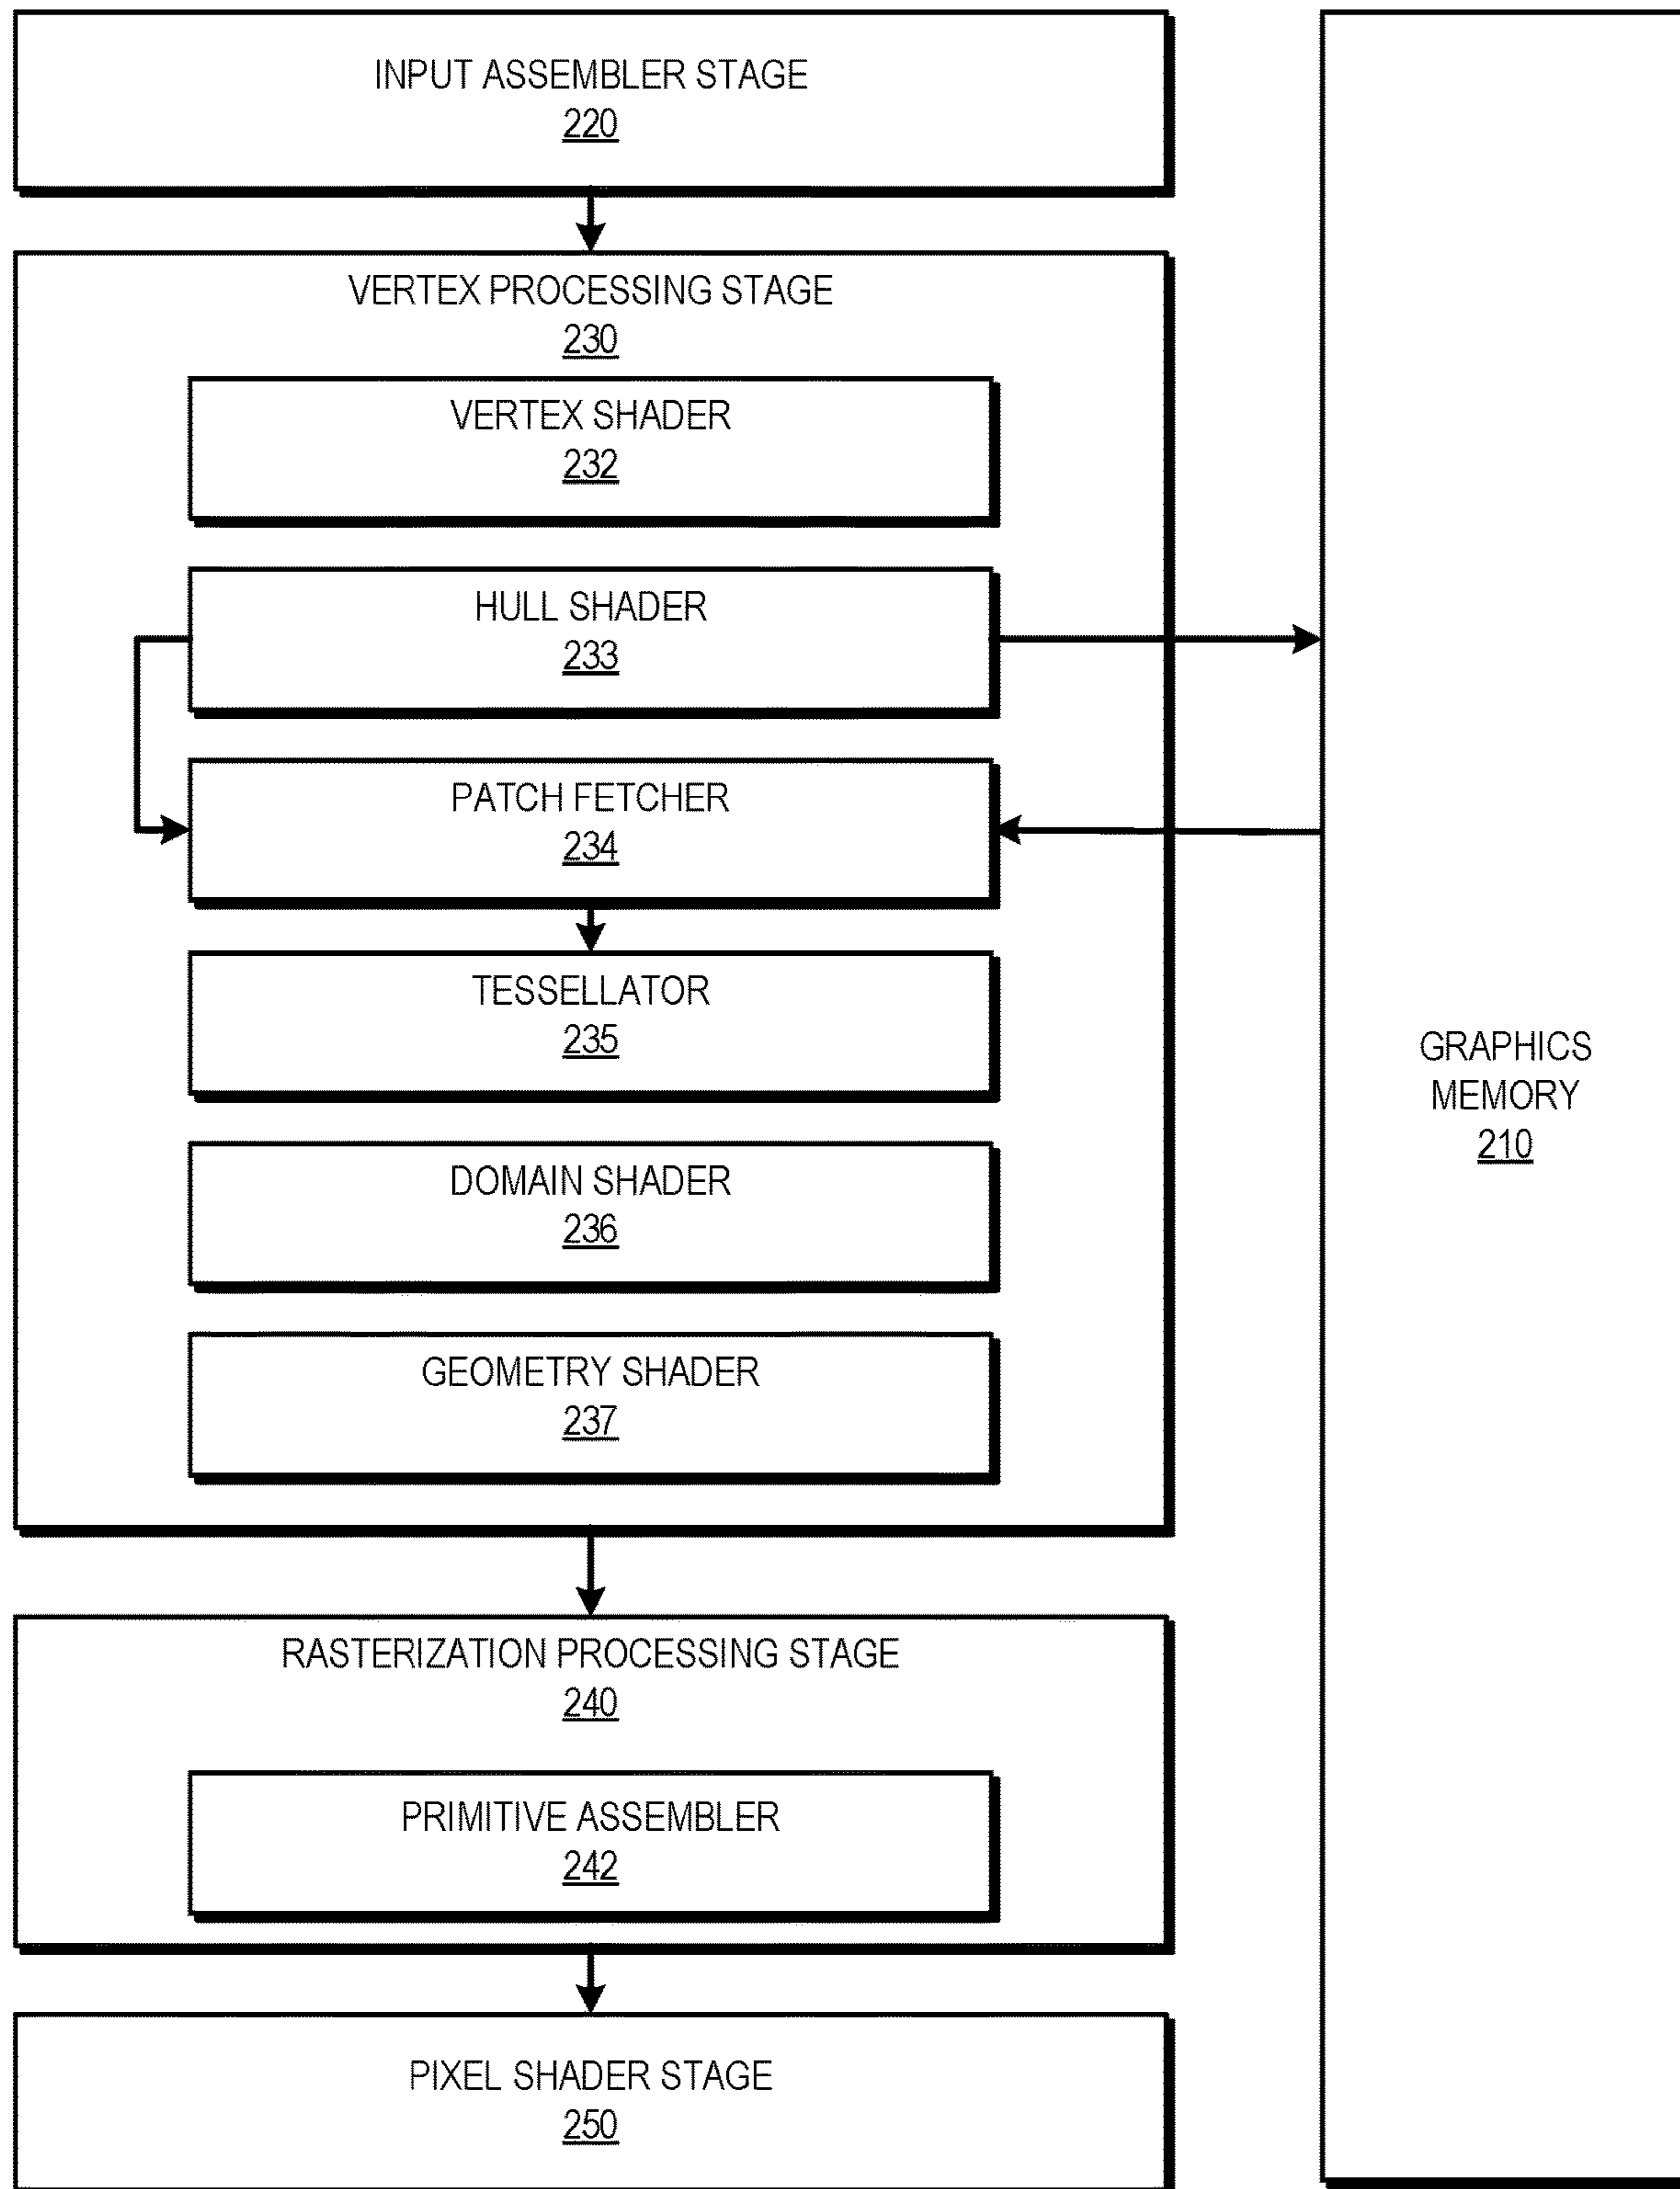 INPUT ASSEMBLER STAGE
220
VERTEX PROCESSING STAGE
230
VERTEX SHADER
232
HULL SHADER
233
PATCH FETCHER
234
TESSELLATOR
235
DOMAIN SHADER
236
GEOMETRY SHADER
237
RASTERIZATION PROCESSING STAGE
240
PRIMITIVE ASSEMBLER
242
PIXEL SHADER STAGE
250
GRAPHICS
MEMORY
210